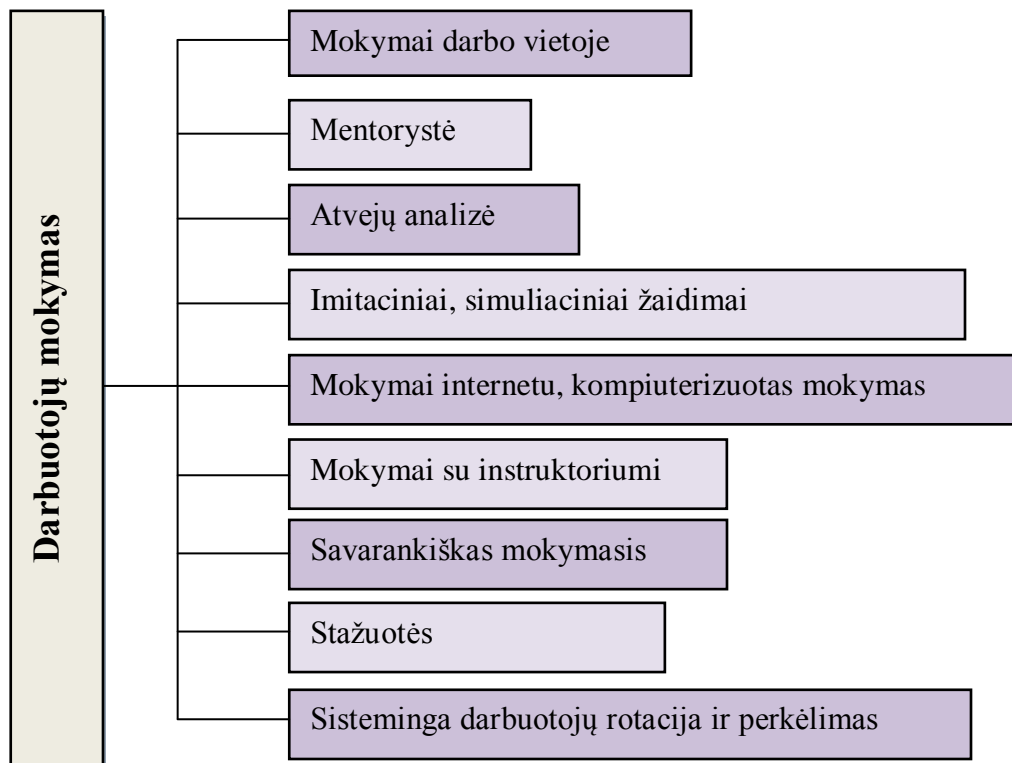 Darbuotojų mokymas
Mokymai darbo vietoje
Mentorystė
Atvejų analizė
Imitaciniai, simuliaciniai žaidimai
Mokymai internetu, kompiuterizuotas mokymas
Mokymai su instruktoriumi
Savarankiškas mokymasis
Stažuotės
Sisteminga darbuotojų rotacija ir perkėlimas